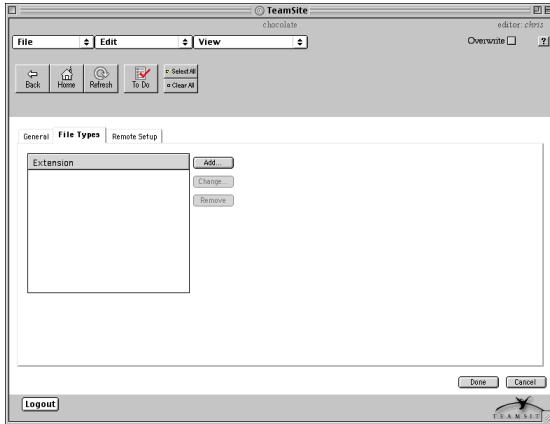 TeamSite
chocolate
editor: chris
File Edit View Overwrite ?
Back Home Refresh To Do Select All
Clear All
General File Types Remote Setup
Extension Add...
Change...
Remove
Done Cancel
Logout
TEAMSIT